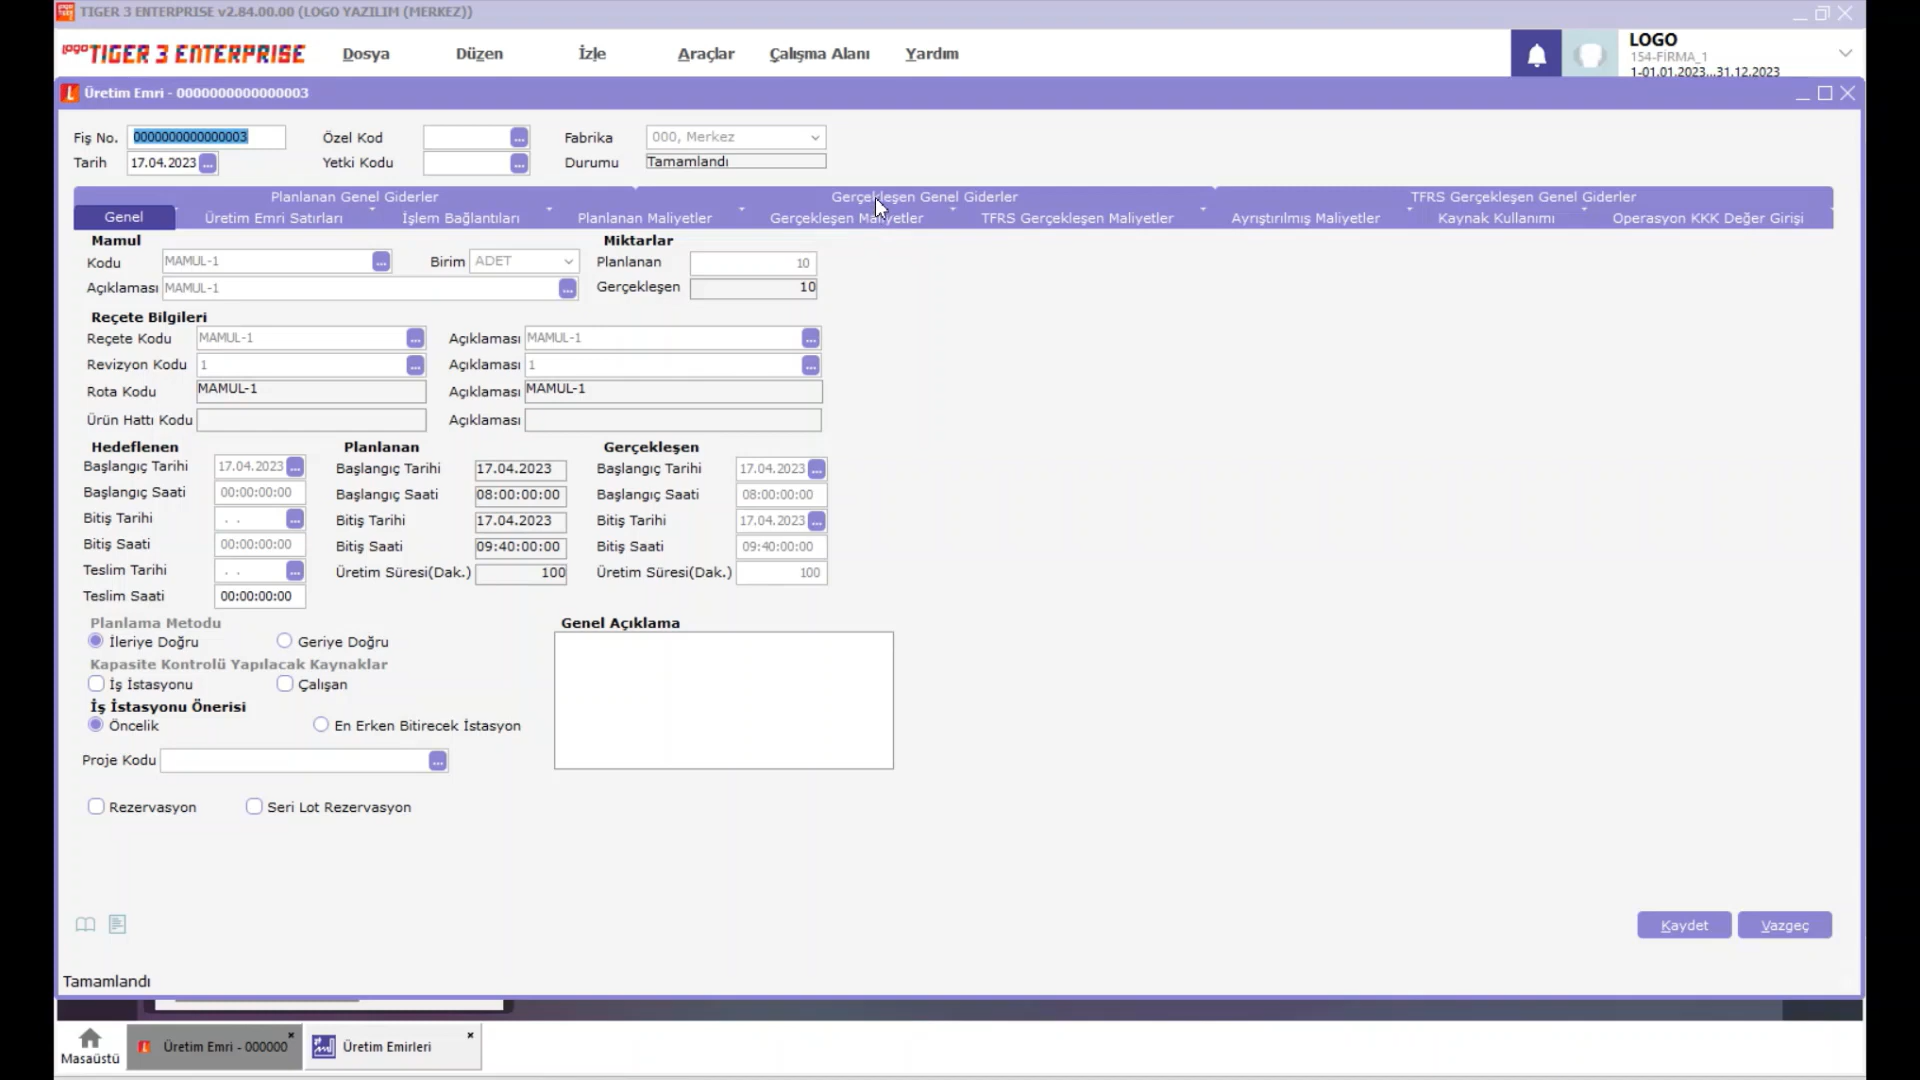 TIGER 3 ENTERPRISE v2.84.00.00 (LOGO YAZILIM (MERKEZ))
logo TIGER 3 ENTERPRISE Dosya Düzen İzle Araçlar Çalışma Alanı Yardım
LOGO
154-FİRMA_1
1-01.01.2023...31.12.2023
Üretim Emri - 0000000000000003
Fiş No. 0000000000000003 Özel Kod ... Fabrika 000, Merkez
Tarih 17.04.2023 ... Yetki Kodu ... Durumu Tamamlandı
Planlanan Genel Giderler Gerçekleşen Genel Giderler TFRS Gerçekleşen Genel Giderler
Genel Üretim Emri Satırları İşlem Bağlantıları Planlanan Maliyetler Gerçekleşen Maliyetler TFRS Gerçekleşen Maliyetler Ayrıştırılmış Maliyetler Kaynak Kullanımı Operasyon KKK Değer Girişi
Mamul Miktarlar
Kodu MAMUL-1 ... Birim ADET Planlanan 10
Açıklaması MAMUL-1 ... Gerçekleşen 10
Reçete Bilgileri
Reçete Kodu MAMUL-1 ... Açıklaması MAMUL-1 ...
Revizyon Kodu 1 ... Açıklaması 1 ...
Rota Kodu MAMUL-1 Açıklaması MAMUL-1
Ürün Hattı Kodu Açıklaması
Hedeflenen Planlanan Gerçekleşen
Başlangıç Tarihi 17.04.2023 ... Başlangıç Tarihi 17.04.2023 Başlangıç Tarihi 17.04.2023 ...
Başlangıç Saati 00:00:00:00 Başlangıç Saati 08:00:00:00 Başlangıç Saati 08:00:00:00
Bitiş Tarihi . . ... Bitiş Tarihi 17.04.2023 Bitiş Tarihi 17.04.2023 ...
Bitiş Saati 00:00:00:00 Bitiş Saati 09:40:00:00 Bitiş Saati 09:40:00:00
Teslim Tarihi . . ... Üretim Süresi(Dak.) 100 Üretim Süresi(Dak.) 100
Teslim Saati 00:00:00:00
Planlama Metodu Genel Açıklama
İleriye Doğru Geriye Doğru
Kapasite Kontrolü Yapılacak Kaynaklar
İş İstasyonu Çalışan
İş İstasyonu Önerisi
Öncelik En Erken Bitirecek İstasyon
Proje Kodu ...
Rezervasyon Seri Lot Rezervasyon
Kaydet Vazgeç
Tamamlandı
Masaüstü Üretim Emri - 000000 Üretim Emirleri